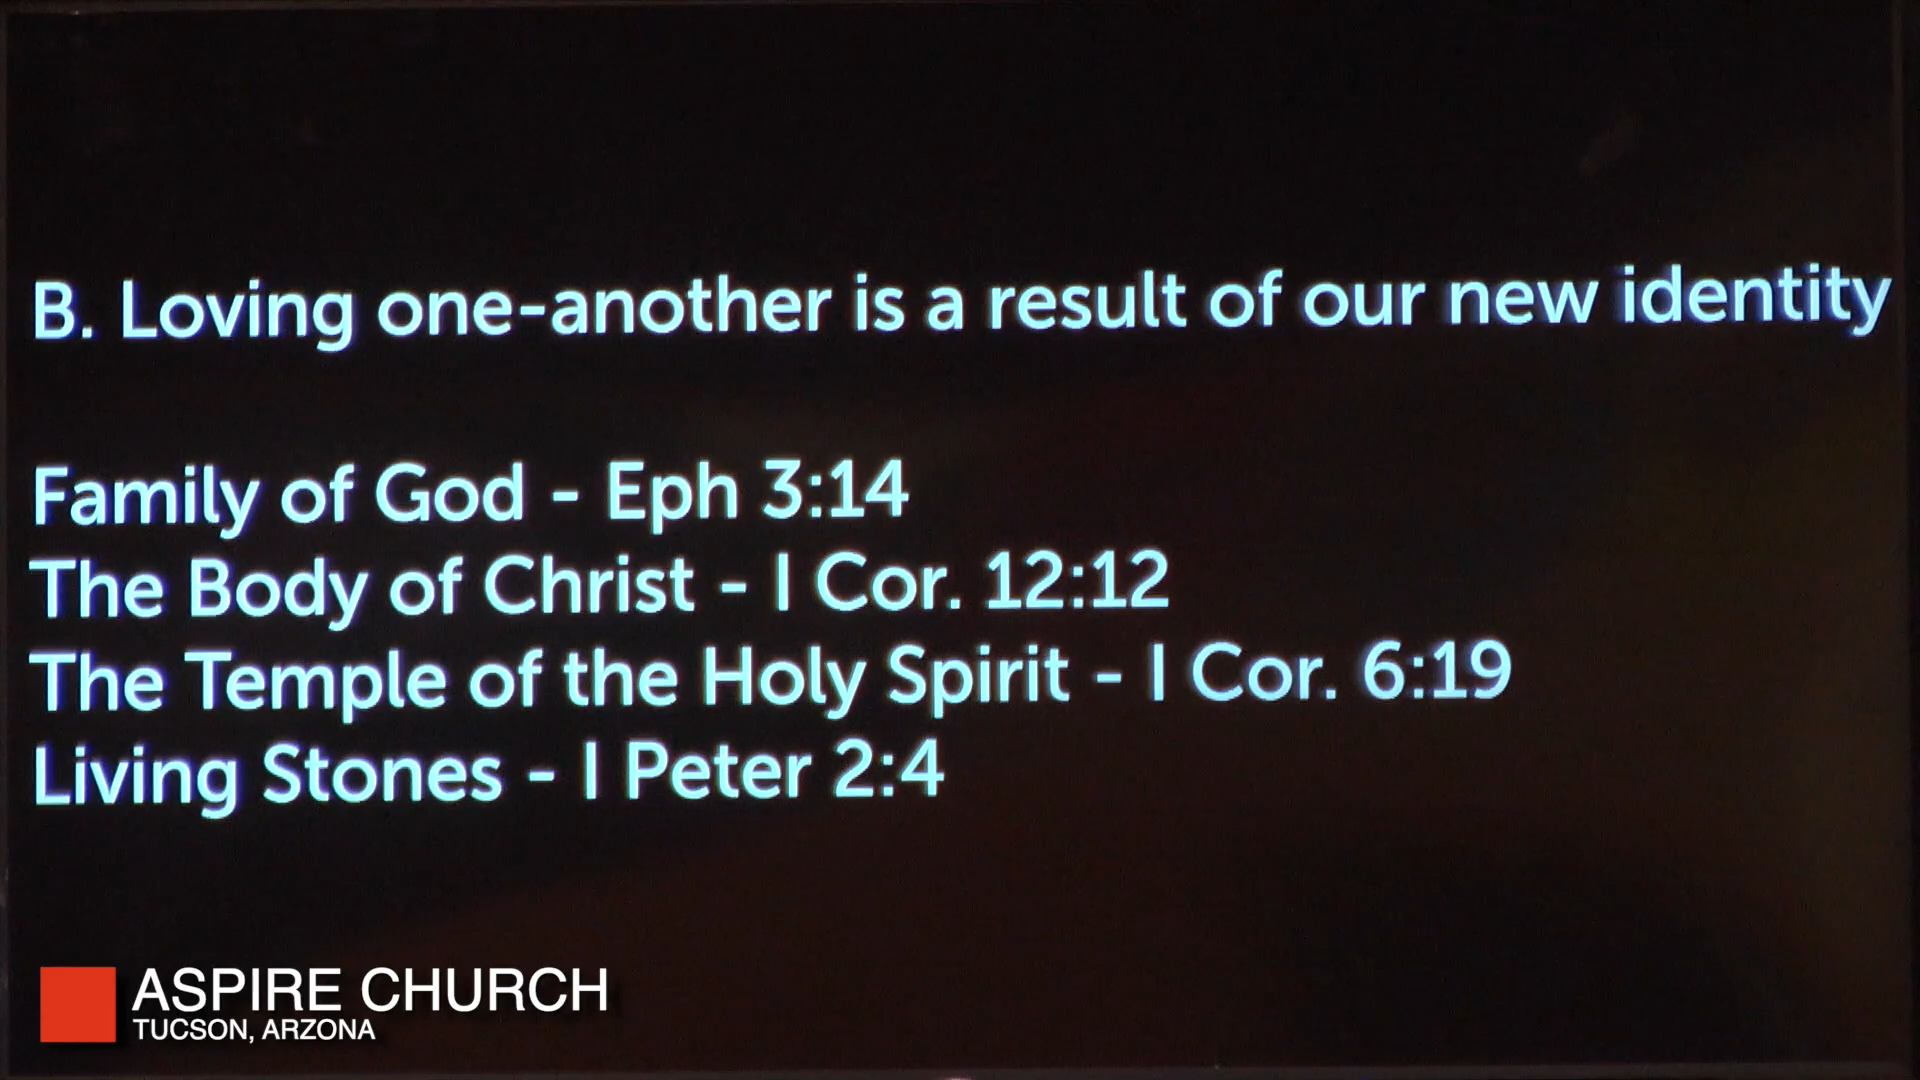 B. Loving one-another is a result of our new identity
Family of God - Eph 3:14
The Body of Christ - I Cor. 12:12
The Temple of the Holy Spirit - I Cor. 6:19
Living Stones - I Peter 2:4
ASPIRE CHURCH
TUCSON, ARZONA